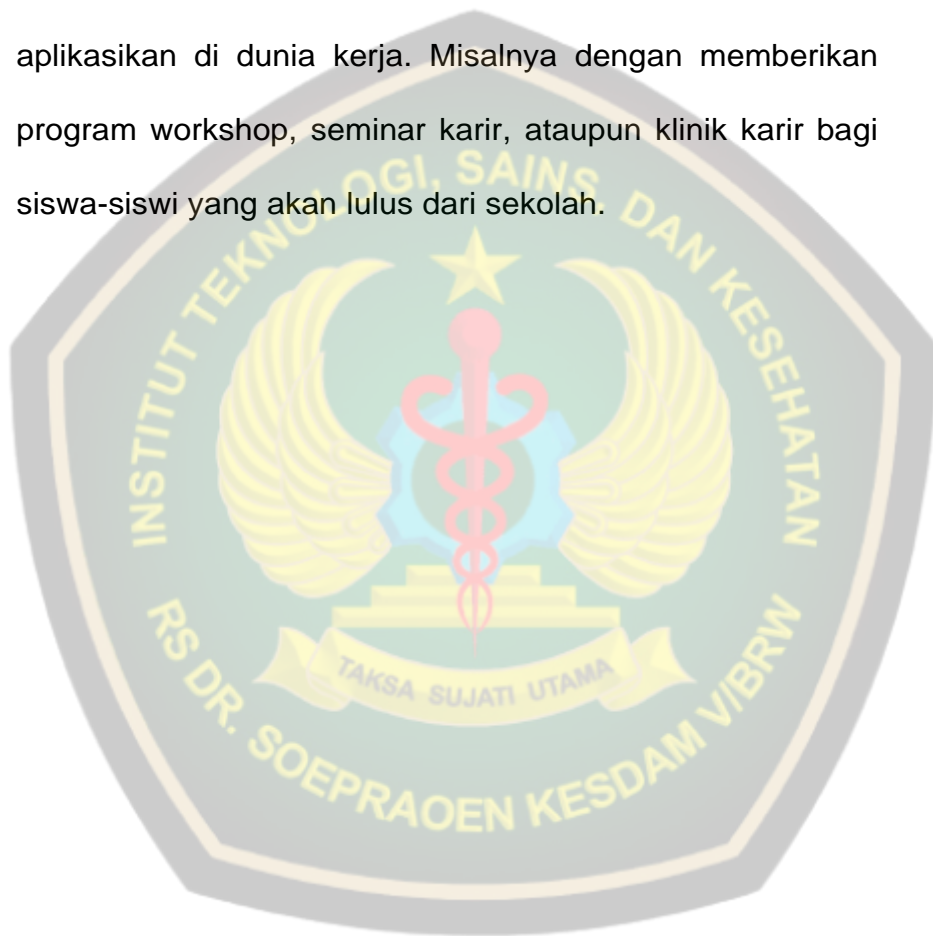 aplikasikan di dunia kerja. Misalnya dengan memberikan
program workshop, seminar karir, ataupun klinik karir bagi
siswa-siswi yang akan lulus dari sekolah.
INSTITUT TEKNOLOGI, SAINS, DAN KESEHATAN
TAKSA SUJATI UTAMA
RS DR. SOEPRAOEN KESDAM V/BRW